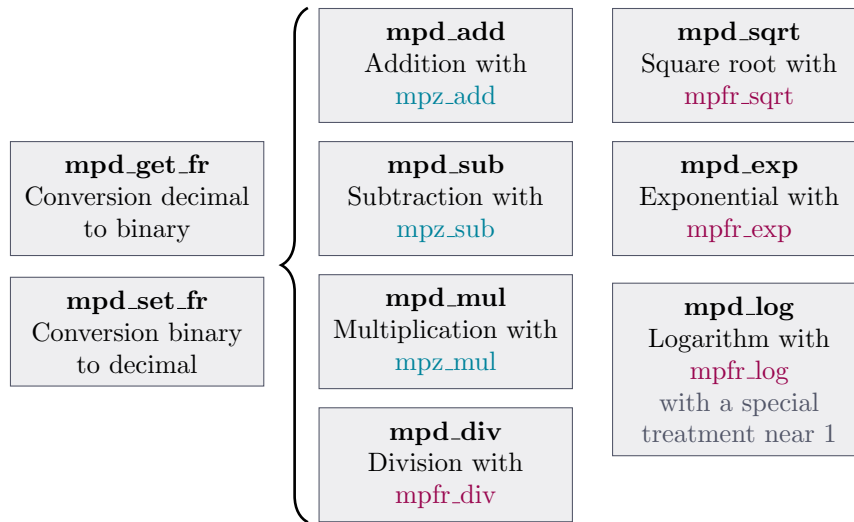 mpd_get_fr
Conversion decimal
to binary
mpd_set_fr
Conversion binary
to decimal
mpd_add
Addition with
mpz_add
mpd_sub
Subtraction with
mpz_sub
mpd_mul
Multiplication with
mpz_mul
mpd_div
Division with
mpfr_div
mpd_sqrt
Square root with
mpfr_sqrt
mpd_exp
Exponential with
mpfr_exp
mpd_log
Logarithm with
mpfr_log
with a special
treatment near 1